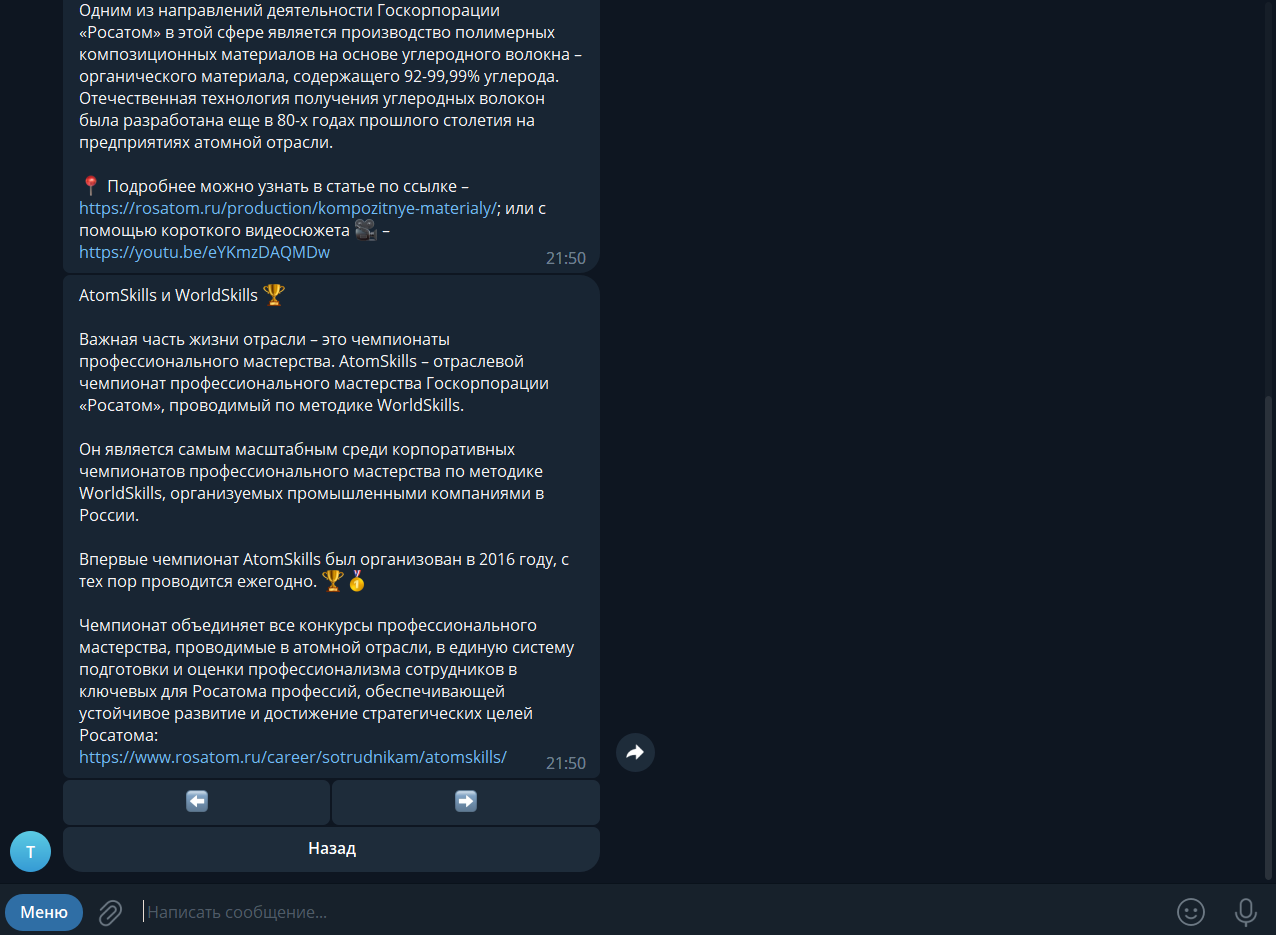 Одним из направлений деятельности Госкорпорации
«Росатом» в этой сфере является производство полимерных
композиционных материалов на основе углеродного волокна –
органического материала, содержащего 92-99,99% углерода.
Отечественная технология получения углеродных волокон
была разработана еще в 80-х годах прошлого столетия на
предприятиях атомной отрасли.
📍 Подробнее можно узнать в статье по ссылке –
https://rosatom.ru/production/kompozitnye-materialy/; или с
помощью короткого видеосюжета 🎥 –
https://youtu.be/eYKmzDAQMDw
21:50
AtomSkills и WorldSkills 🏆
Важная часть жизни отрасли – это чемпионаты
профессионального мастерства. AtomSkills – отраслевой
чемпионат профессионального мастерства Госкорпорации
«Росатом», проводимый по методике WorldSkills.
Он является самым масштабным среди корпоративных
чемпионатов профессионального мастерства по методике
WorldSkills, организуемых промышленными компаниями в
России.
Впервые чемпионат AtomSkills был организован в 2016 году, с
тех пор проводится ежегодно. 🏆🥇
Чемпионат объединяет все конкурсы профессионального
мастерства, проводимые в атомной отрасли, в единую систему
подготовки и оценки профессионализма сотрудников в
ключевых для Росатома профессий, обеспечивающей
устойчивое развитие и достижение стратегических целей
Росатома:
https://www.rosatom.ru/career/sotrudnikam/atomskills/
21:50
⬅️ ➡️
Назад
Т
Меню
Написать сообщение...